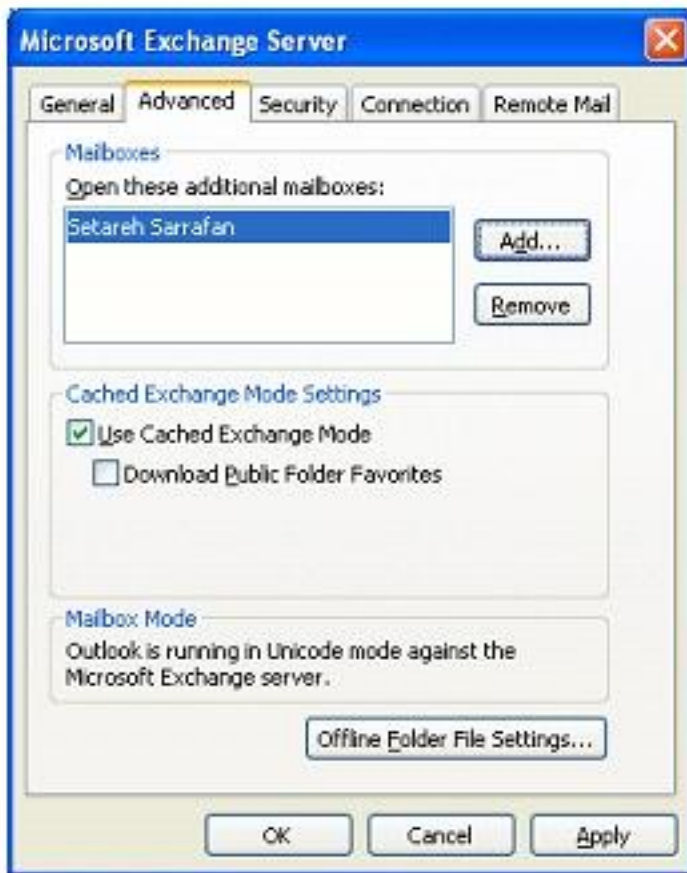 Microsoft Exchange Server
General Advanced Security Connection Remote Mail
Mailboxes
Open these additional mailboxes:
Setareh Sarrafan
Add...
Remove
Cached Exchange Mode Settings
Use Cached Exchange Mode
Download Public Folder Favorites
Mailbox Mode
Outlook is running in Unicode mode against the
Microsoft Exchange server.
Offline Folder File Settings...
OK Cancel Apply